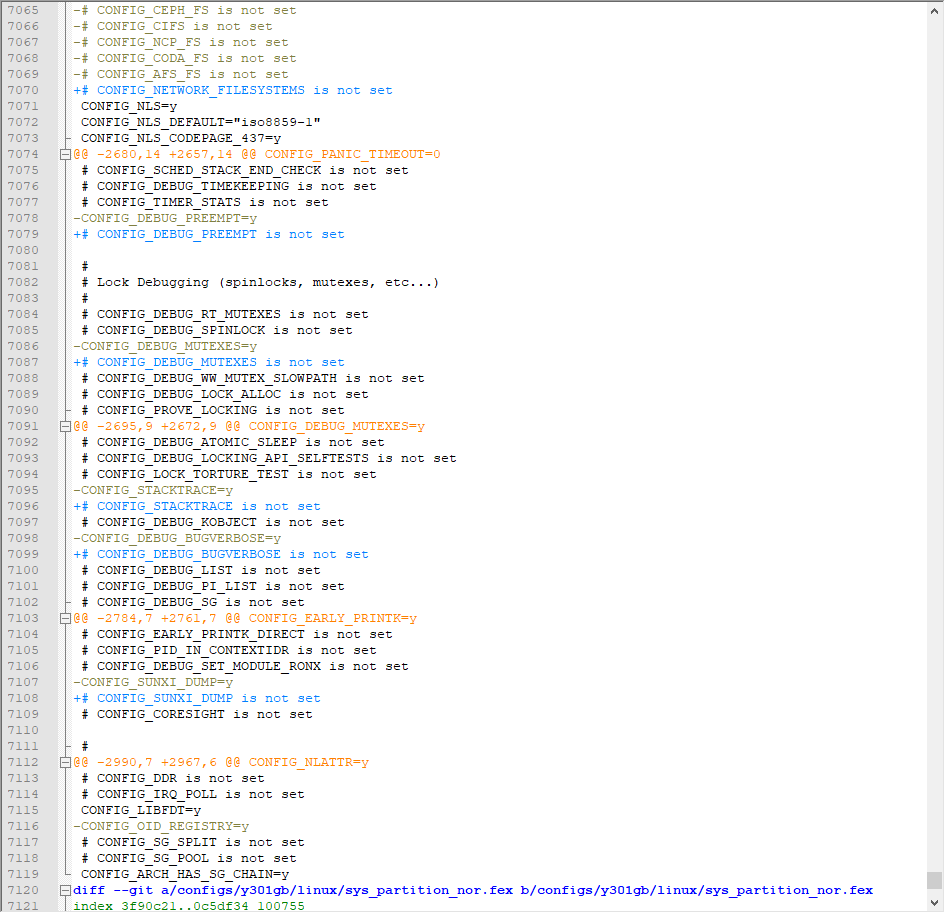 7065 -# CONFIG_CEPH_FS is not set
7066 -# CONFIG_CIFS is not set
7067 -# CONFIG_NCP_FS is not set
7068 -# CONFIG_CODA_FS is not set
7069 -# CONFIG_AFS_FS is not set
7070 +# CONFIG_NETWORK_FILESYSTEMS is not set
7071 CONFIG_NLS=y
7072 CONFIG_NLS_DEFAULT="iso8859-1"
7073 CONFIG_NLS_CODEPAGE_437=y
7074 @@ -2680,14 +2657,14 @@ CONFIG_PANIC_TIMEOUT=0
7075 # CONFIG_SCHED_STACK_END_CHECK is not set
7076 # CONFIG_DEBUG_TIMEKEEPING is not set
7077 # CONFIG_TIMER_STATS is not set
7078 -CONFIG_DEBUG_PREEMPT=y
7079 +# CONFIG_DEBUG_PREEMPT is not set
7080
7081 #
7082 # Lock Debugging (spinlocks, mutexes, etc...)
7083 #
7084 # CONFIG_DEBUG_RT_MUTEXES is not set
7085 # CONFIG_DEBUG_SPINLOCK is not set
7086 -CONFIG_DEBUG_MUTEXES=y
7087 +# CONFIG_DEBUG_MUTEXES is not set
7088 # CONFIG_DEBUG_WW_MUTEX_SLOWPATH is not set
7089 # CONFIG_DEBUG_LOCK_ALLOC is not set
7090 # CONFIG_PROVE_LOCKING is not set
7091 @@ -2695,9 +2672,9 @@ CONFIG_DEBUG_MUTEXES=y
7092 # CONFIG_DEBUG_ATOMIC_SLEEP is not set
7093 # CONFIG_DEBUG_LOCKING_API_SELFTESTS is not set
7094 # CONFIG_LOCK_TORTURE_TEST is not set
7095 -CONFIG_STACKTRACE=y
7096 +# CONFIG_STACKTRACE is not set
7097 # CONFIG_DEBUG_KOBJECT is not set
7098 -CONFIG_DEBUG_BUGVERBOSE=y
7099 +# CONFIG_DEBUG_BUGVERBOSE is not set
7100 # CONFIG_DEBUG_LIST is not set
7101 # CONFIG_DEBUG_PI_LIST is not set
7102 # CONFIG_DEBUG_SG is not set
7103 @@ -2784,7 +2761,7 @@ CONFIG_EARLY_PRINTK=y
7104 # CONFIG_EARLY_PRINTK_DIRECT is not set
7105 # CONFIG_PID_IN_CONTEXTIDR is not set
7106 # CONFIG_DEBUG_SET_MODULE_RONX is not set
7107 -CONFIG_SUNXI_DUMP=y
7108 +# CONFIG_SUNXI_DUMP is not set
7109 # CONFIG_CORESIGHT is not set
7110
7111 #
7112 @@ -2990,7 +2967,6 @@ CONFIG_NLATTR=y
7113 # CONFIG_DDR is not set
7114 # CONFIG_IRQ_POLL is not set
7115 CONFIG_LIBFDT=y
7116 -CONFIG_OID_REGISTRY=y
7117 # CONFIG_SG_SPLIT is not set
7118 # CONFIG_SG_POOL is not set
7119 CONFIG_ARCH_HAS_SG_CHAIN=y
7120 diff --git a/configs/y301gb/linux/sys_partition_nor.fex b/configs/y301gb/linux/sys_partition_nor.fex
7121 index 3f90c21..0c5df34 100755